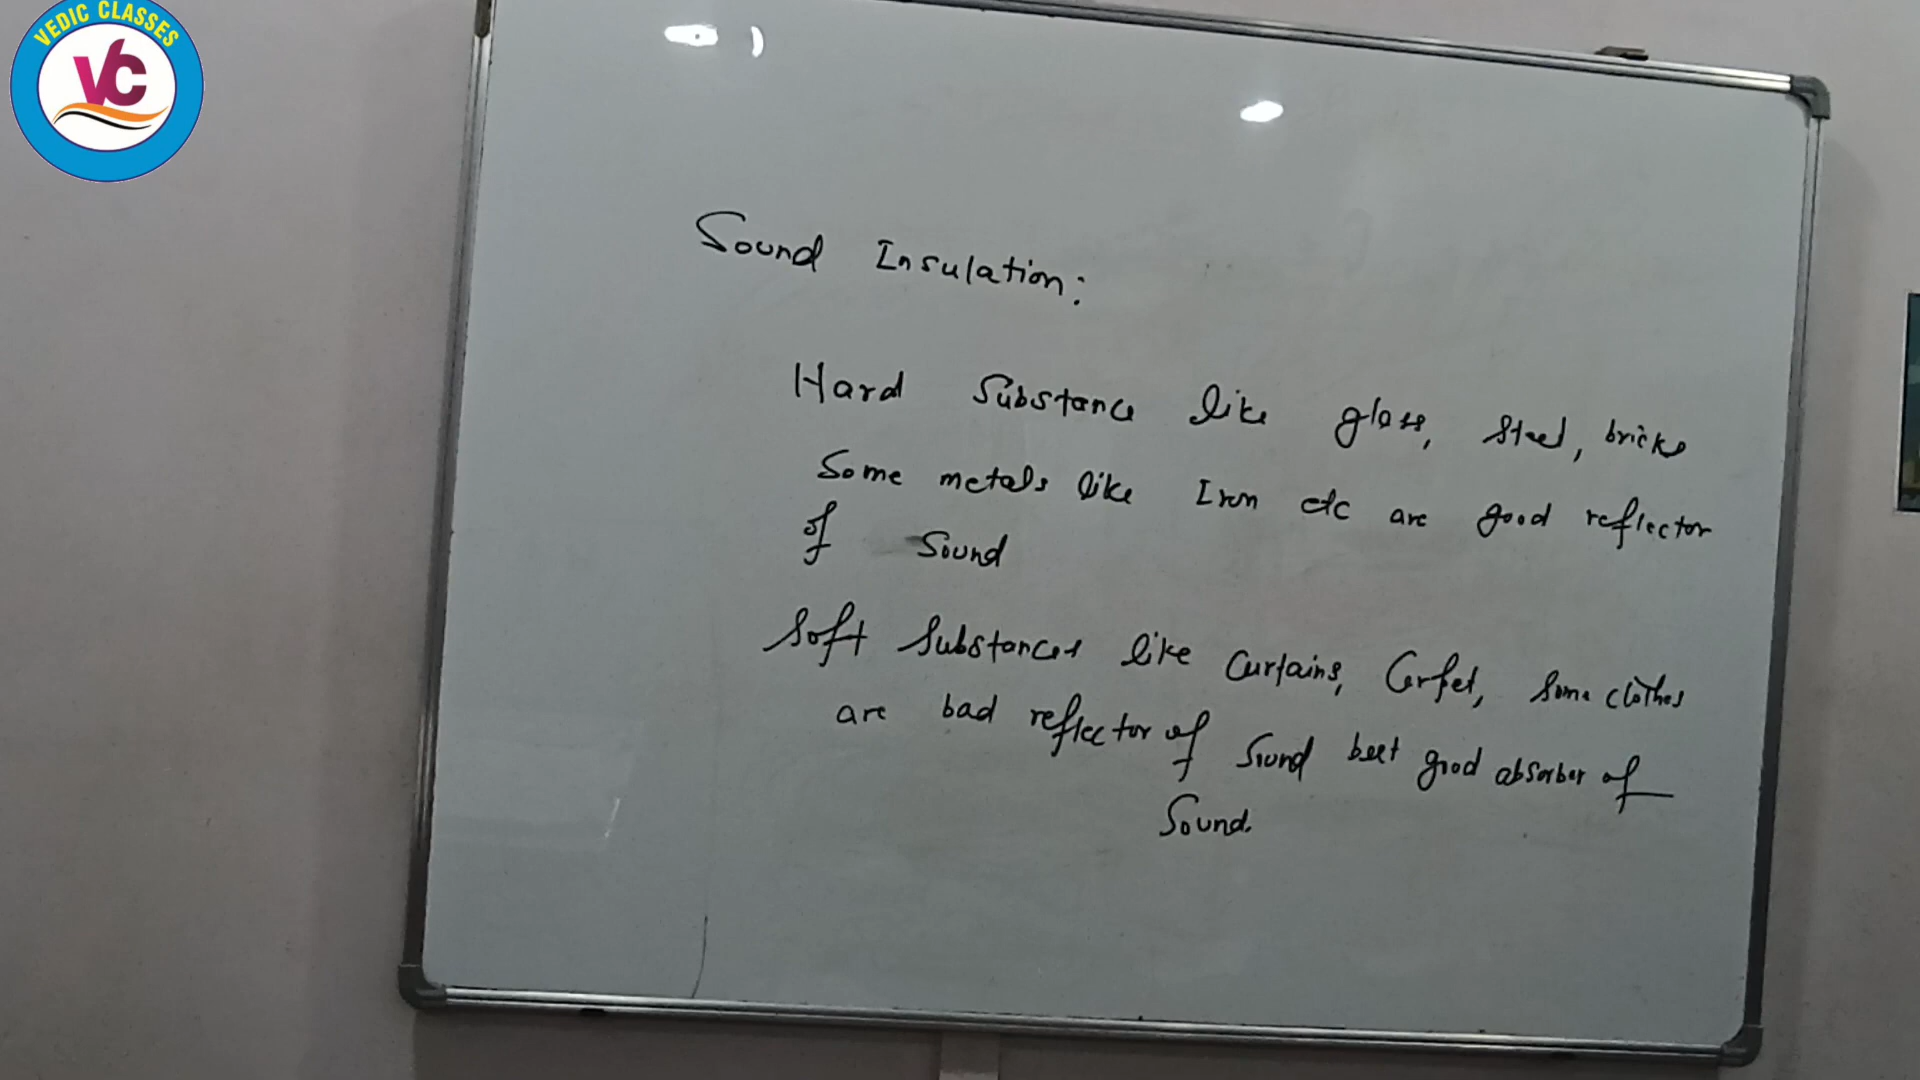 VEDIC CLASSES
VC
Sound Insulation:
Hard Substance like glass, steel, bricks
Some metals like Iron etc are good reflector
of Sound
Soft Substances like Curtains, Carpet, Some clothes
are bad reflector of Sound but good absorber of
Sound.